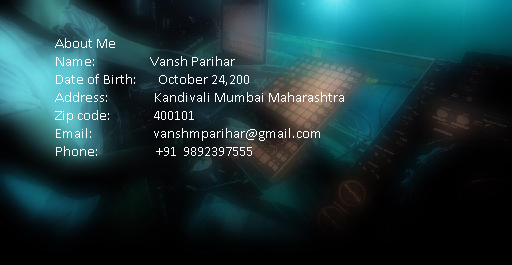 About Me
Name: Vansh Parihar
Date of Birth: October 24,200
Address: Kandivali Mumbai Maharashtra
Zip code: 400101
Email: vanshmparihar@gmail.com
Phone: +91 9892397555